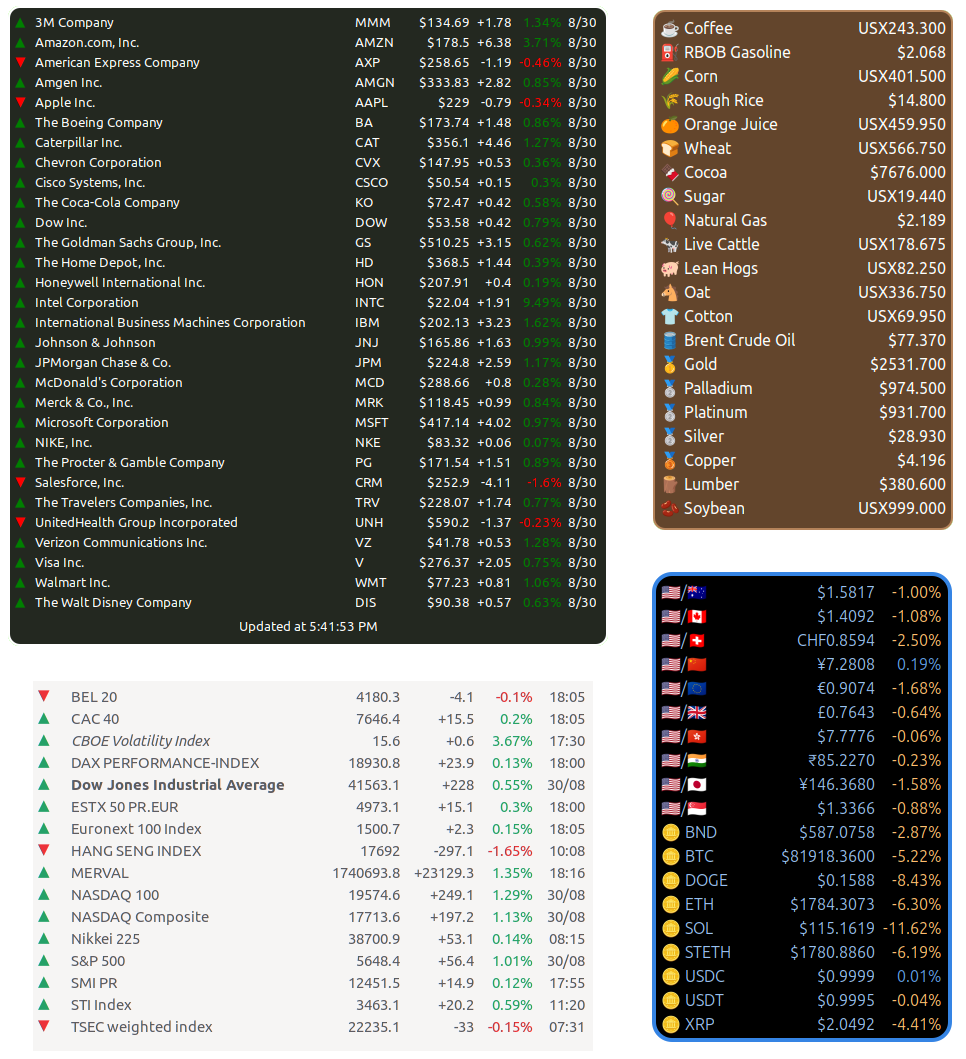 3M Company MMM $134.69 +1.78 1.34% 8/30
Amazon.com, Inc. AMZN $178.5 +6.38 3.71% 8/30
American Express Company AXP $258.65 -1.19 -0.46% 8/30
Amgen Inc. AMGN $333.83 +2.82 0.85% 8/30
Apple Inc. AAPL $229 -0.79 -0.34% 8/30
The Boeing Company BA $173.74 +1.48 0.86% 8/30
Caterpillar Inc. CAT $356.1 +4.46 1.27% 8/30
Chevron Corporation CVX $147.95 +0.53 0.36% 8/30
Cisco Systems, Inc. CSCO $50.54 +0.15 0.3% 8/30
The Coca-Cola Company KO $72.47 +0.42 0.58% 8/30
Dow Inc. DOW $53.58 +0.42 0.79% 8/30
The Goldman Sachs Group, Inc. GS $510.25 +3.15 0.62% 8/30
The Home Depot, Inc. HD $368.5 +1.44 0.39% 8/30
Honeywell International Inc. HON $207.91 +0.4 0.19% 8/30
Intel Corporation INTC $22.04 +1.91 9.49% 8/30
International Business Machines Corporation IBM $202.13 +3.23 1.62% 8/30
Johnson & Johnson JNJ $165.86 +1.63 0.99% 8/30
JPMorgan Chase & Co. JPM $224.8 +2.59 1.17% 8/30
McDonald's Corporation MCD $288.66 +0.8 0.28% 8/30
Merck & Co., Inc. MRK $118.45 +0.99 0.84% 8/30
Microsoft Corporation MSFT $417.14 +4.02 0.97% 8/30
NIKE, Inc. NKE $83.32 +0.06 0.07% 8/30
The Procter & Gamble Company PG $171.54 +1.51 0.89% 8/30
Salesforce, Inc. CRM $252.9 -4.11 -1.6% 8/30
The Travelers Companies, Inc. TRV $228.07 +1.74 0.77% 8/30
UnitedHealth Group Incorporated UNH $590.2 -1.37 -0.23% 8/30
Verizon Communications Inc. VZ $41.78 +0.53 1.28% 8/30
Visa Inc. V $276.37 +2.05 0.75% 8/30
Walmart Inc. WMT $77.23 +0.81 1.06% 8/30
The Walt Disney Company DIS $90.38 +0.57 0.63% 8/30
Updated at 5:41:53 PM
Coffee USX243.300
RBOB Gasoline $2.068
Corn USX401.500
Rough Rice $14.800
Orange Juice USX459.950
Wheat USX566.750
Cocoa $7676.000
Sugar USX19.440
Natural Gas $2.189
Live Cattle USX178.675
Lean Hogs USX82.250
Oat USX336.750
Cotton USX69.950
Brent Crude Oil $77.370
Gold $2531.700
Palladium $974.500
Platinum $931.700
Silver $28.930
Copper $4.196
Lumber $380.600
Soybean USX999.000
BEL 20 4180.3 -4.1 -0.1% 18:05
CAC 40 7646.4 +15.5 0.2% 18:05
CBOE Volatility Index 15.6 +0.6 3.67% 17:30
DAX PERFORMANCE-INDEX 18930.8 +23.9 0.13% 18:00
Dow Jones Industrial Average 41563.1 +228 0.55% 30/08
ESTX 50 PR.EUR 4973.1 +15.1 0.3% 18:00
Euronext 100 Index 1500.7 +2.3 0.15% 18:05
HANG SENG INDEX 17692 -297.1 -1.65% 10:08
MERVAL 1740693.8 +23129.3 1.35% 18:16
NASDAQ 100 19574.6 +249.1 1.29% 30/08
NASDAQ Composite 17713.6 +197.2 1.13% 30/08
Nikkei 225 38700.9 +53.1 0.14% 08:15
S&P 500 5648.4 +56.4 1.01% 30/08
SMI PR 12451.5 +14.9 0.12% 17:55
STI Index 3463.1 +20.2 0.59% 11:20
TSEC weighted index 22235.1 -33 -0.15% 07:31
/ $1.5817 -1.00%
/ $1.4092 -1.08%
/ CHF0.8594 -2.50%
/ ¥7.2808 0.19%
/ €0.9074 -1.68%
/ £0.7643 -0.64%
/ $7.7776 -0.06%
/ ₹85.2270 -0.23%
/ ¥146.3680 -1.58%
/ $1.3366 -0.88%
BND $587.0758 -2.87%
BTC $81918.3600 -5.22%
DOGE $0.1588 -8.43%
ETH $1784.3073 -6.30%
SOL $115.1619 -11.62%
STETH $1780.8860 -6.19%
USDC $0.9999 0.01%
USDT $0.9995 -0.04%
XRP $2.0492 -4.41%